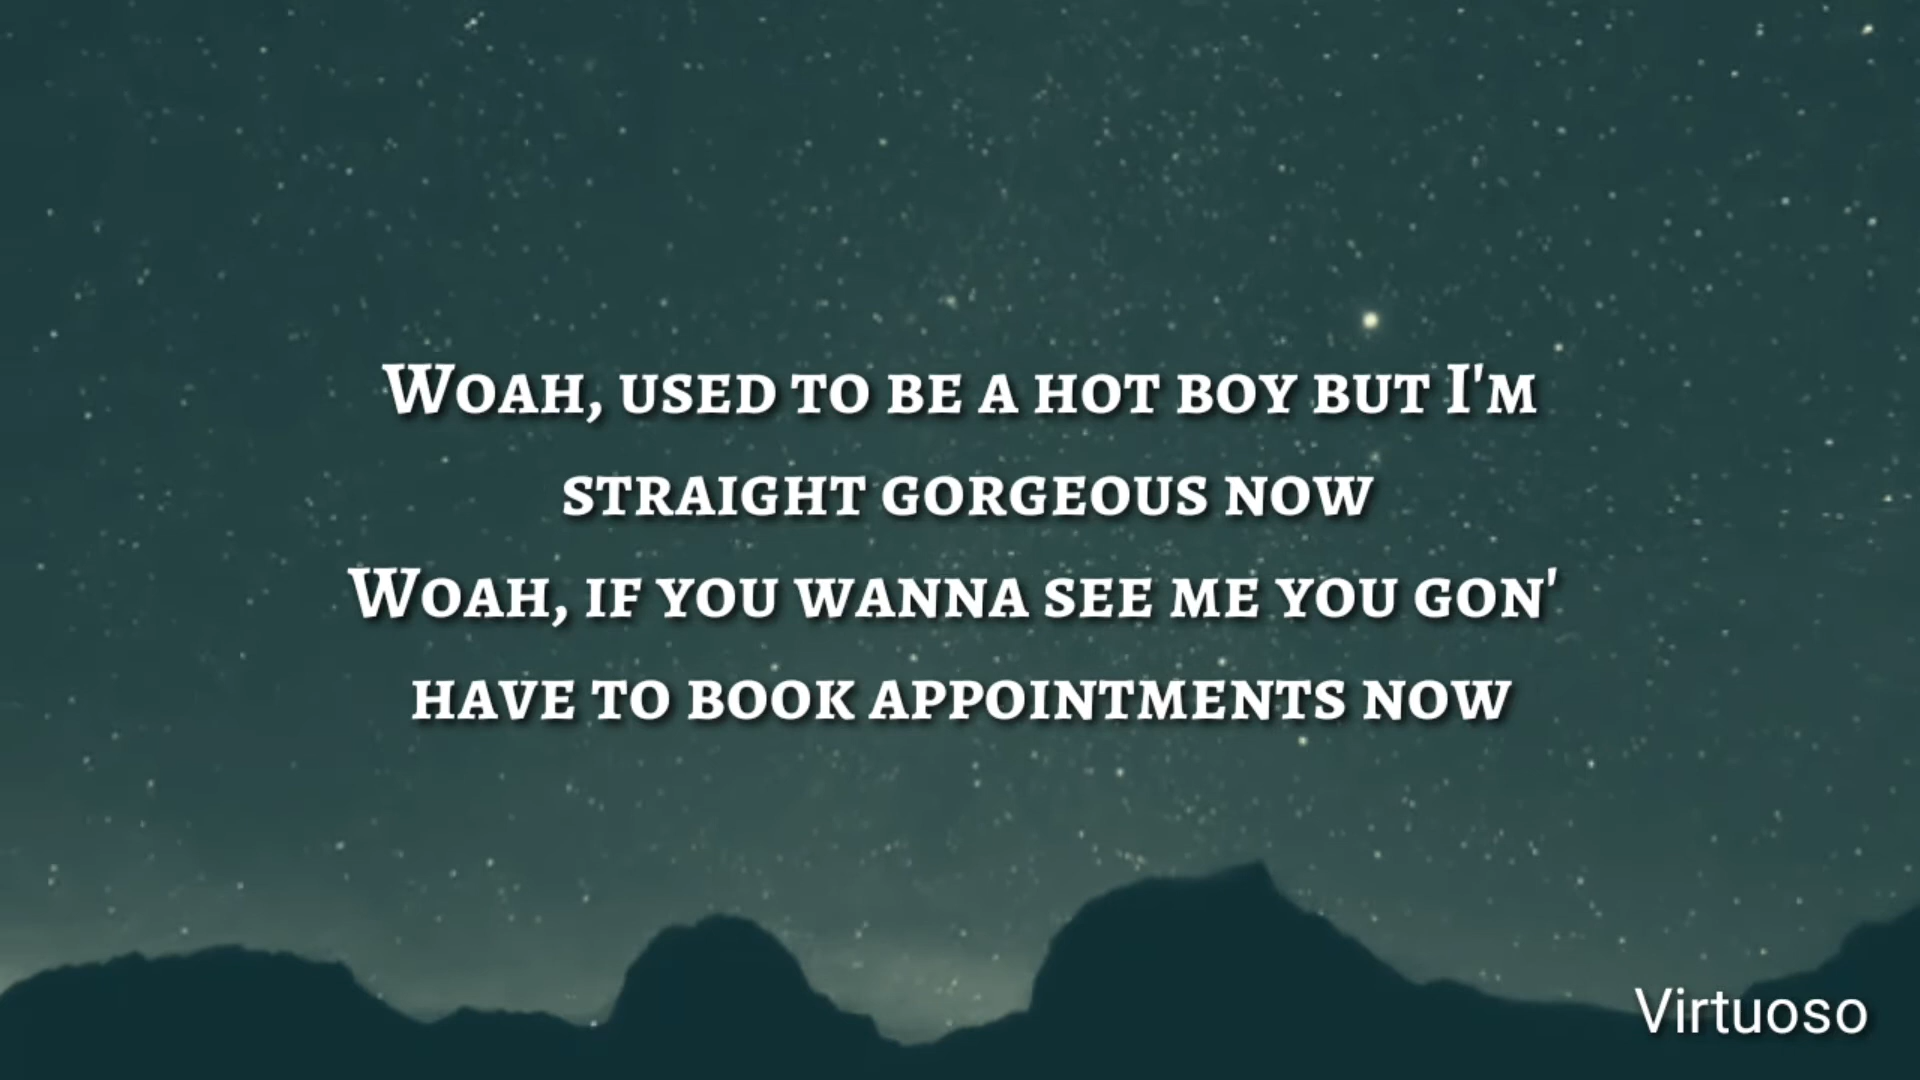 Woah, used to be a hot boy but I'm
straight gorgeous now
Woah, if you wanna see me you gon'
have to book appointments now
Virtuoso